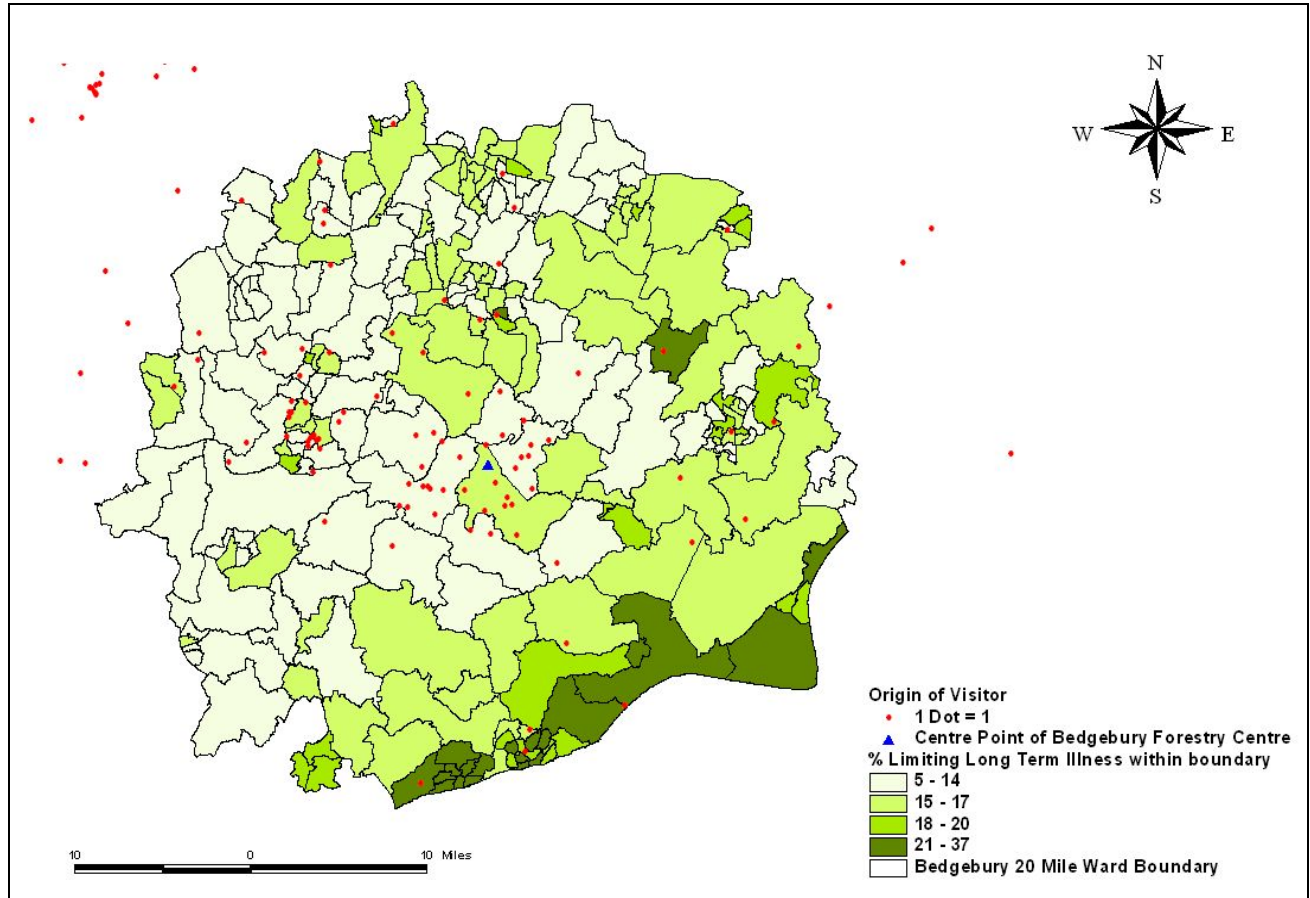 N
W E
S
Origin of Visitor
1 Dot = 1
Centre Point of Bedgebury Forestry Centre
% Limiting Long Term Illness within boundary
5 - 14
15 - 17
18 - 20
21 - 37
Bedgebury 20 Mile Ward Boundary
10 0 10 Miles